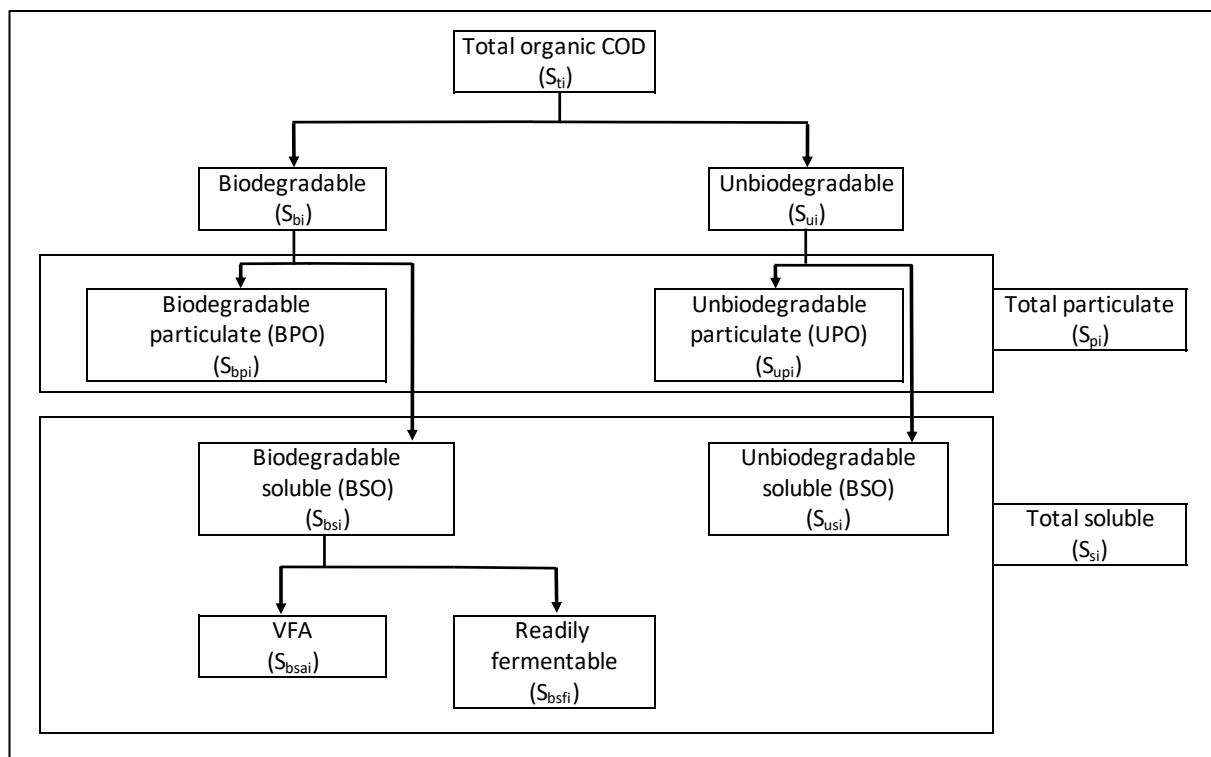 Total organic COD
(Sti)
Biodegradable
(Sbi)
Unbiodegradable
(Sui)
Biodegradable
particulate (BPO)
(Sbpi)
Unbiodegradable
particulate (UPO)
(Supi)
Total particulate
(Spi)
Biodegradable
soluble (BSO)
(Sbsi)
Unbiodegradable
soluble (BSO)
(Susi)
Total soluble
(Ssi)
VFA
(Sbsai)
Readily
fermentable
(Sbsfi)